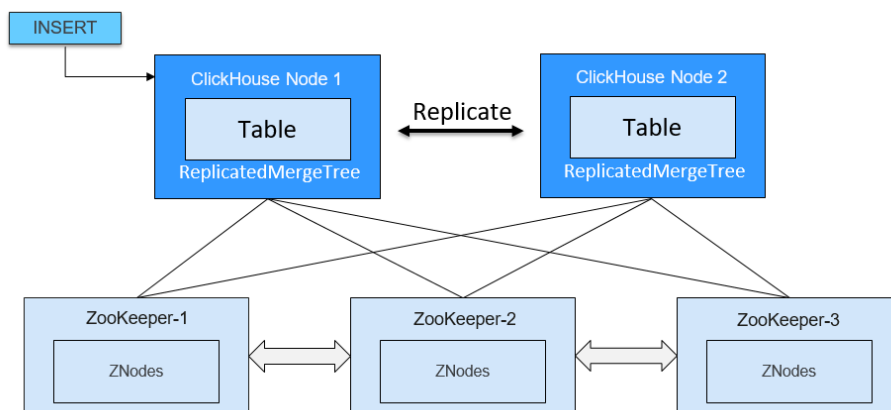 INSERT
ClickHouse Node 1
Table
ReplicatedMergeTree
Replicate
ClickHouse Node 2
Table
ReplicatedMergeTree
ZooKeeper-1
ZNodes
ZooKeeper-2
ZNodes
ZooKeeper-3
ZNodes